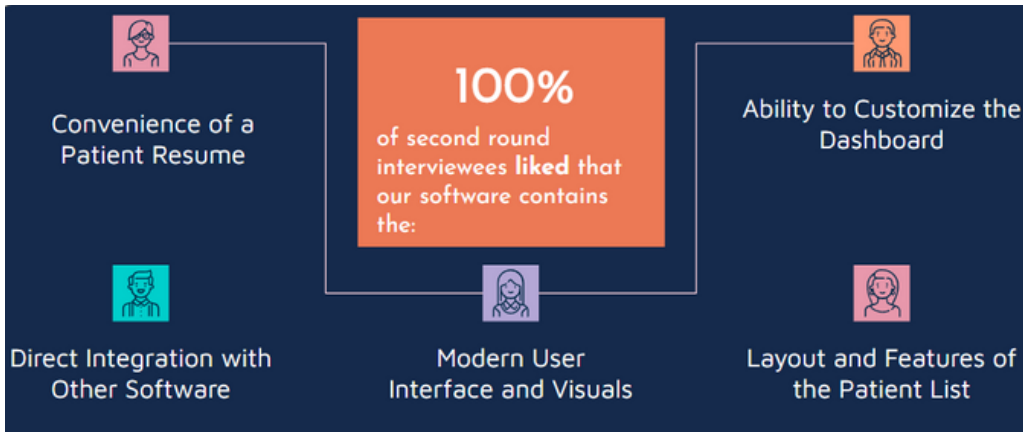 100%
of second round
interviewees liked that
our software contains
the:
Convenience of a
Patient Resume
Ability to Customize the
Dashboard
Direct Integration with
Other Software
Modern User
Interface and Visuals
Layout and Features of
the Patient List